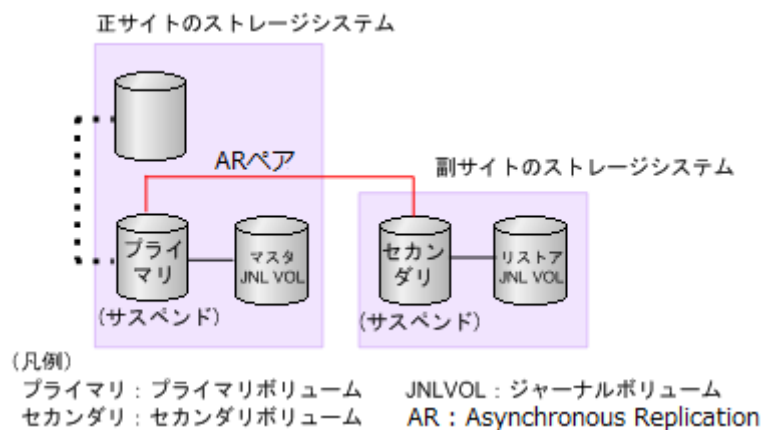 正サイトのストレージシステム
ARペア
副サイトのストレージシステム
プライ
マリ
マスタ
JNL VOL
セカン
ダリ
リストア
JNL VOL
(サスペンド)
(サスペンド)
(凡例)
プライマリ：プライマリボリューム JNLVOL：ジャーナルボリューム
セカンダリ：セカンダリボリューム AR：Asynchronous Replication